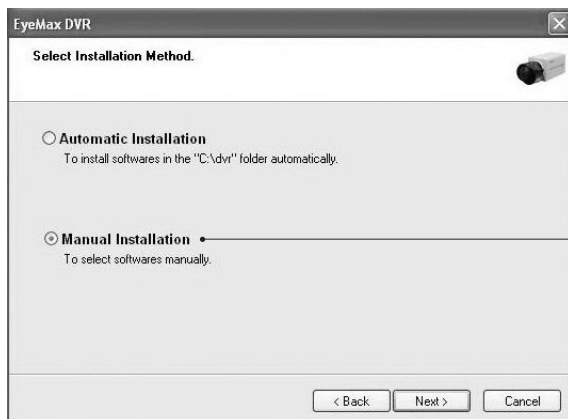 EyeMax DVR
Select Installation Method.
Automatic Installation
To install softwares in the "C:\dvr" folder automatically.
Manual Installation
To select softwares manually.
< Back Next > Cancel